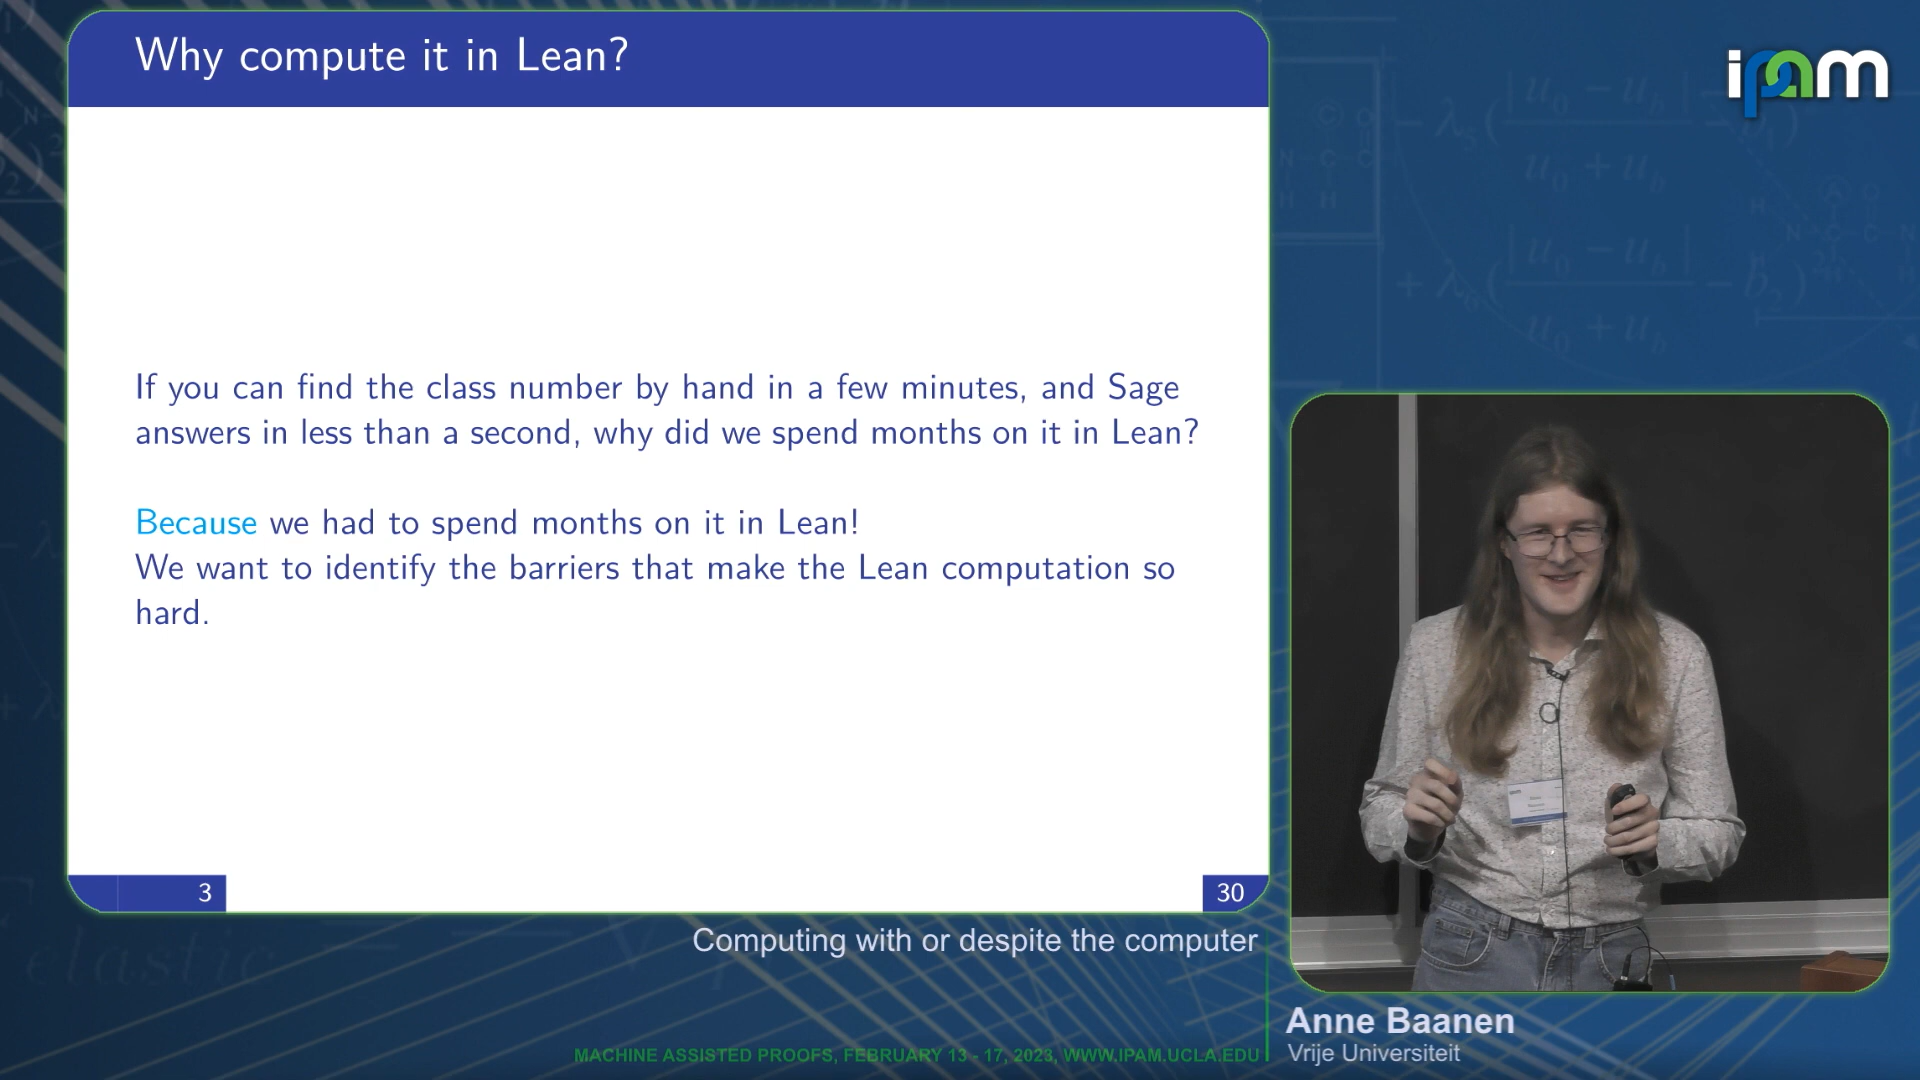 Why compute it in Lean?
ipam
If you can find the class number by hand in a few minutes, and Sage
answers in less than a second, why did we spend months on it in Lean?
Because we had to spend months on it in Lean!
We want to identify the barriers that make the Lean computation so
hard.
3
30
Computing with or despite the computer
Anne Baanen
Vrije Universiteit
MACHINE ASSISTED PROOFS, FEBRUARY 13 - 17, 2023, WWW.IPAM.UCLA.EDU